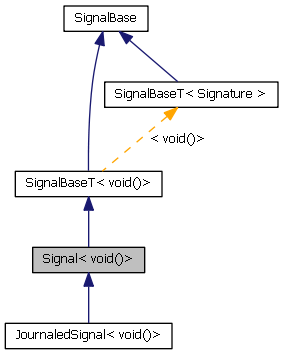 SignalBase
SignalBaseT< Signature >
< void()>
SignalBaseT< void()>
Signal< void()>
JournaledSignal< void()>